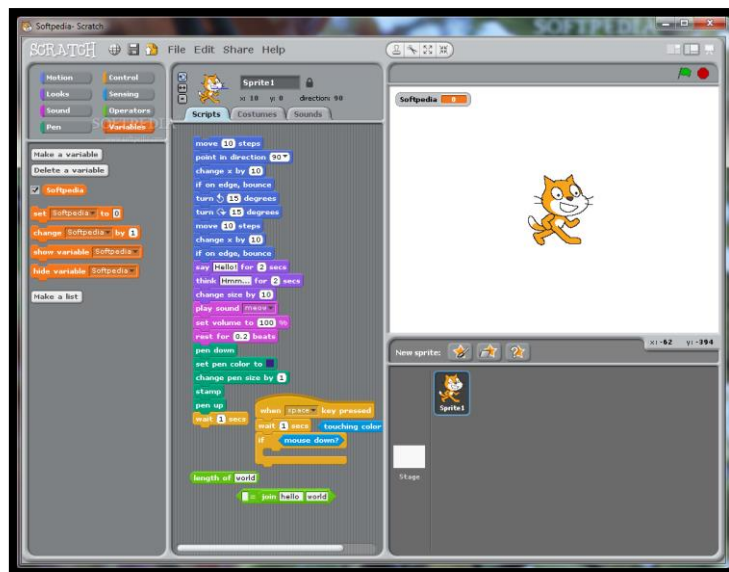 Softpedia- Scratch
SOFTPEDIA
SCRATCH File Edit Share Help
Motion Control
Looks Sensing
Sound Operators
Pen Variables
SOFTPEDIA
Sprite1
x: 10 y: 0 direction: 90
Scripts Costumes Sounds
Make a variable
Delete a variable
Softpedia
set Softpedia to 0
change Softpedia by 1
show variable Softpedia
hide variable Softpedia
Make a list
move 10 steps
point in direction 90
change x by 10
if on edge, bounce
turn 15 degrees
turn 15 degrees
move 10 steps
change x by 10
if on edge, bounce
say Hello! for 2 secs
think Hmm... for 2 secs
change size by 10
play sound meow
set volume to 100 %
rest for 0.2 beats
pen down
set pen color to
change pen size by 1
stamp
pen up
wait 1 secs
when space key pressed
wait 1 secs touching color
if mouse down?
length of world
= join hello world
Softpedia 0
x: -62 y: -394
New sprite:
Sprite1
Stage